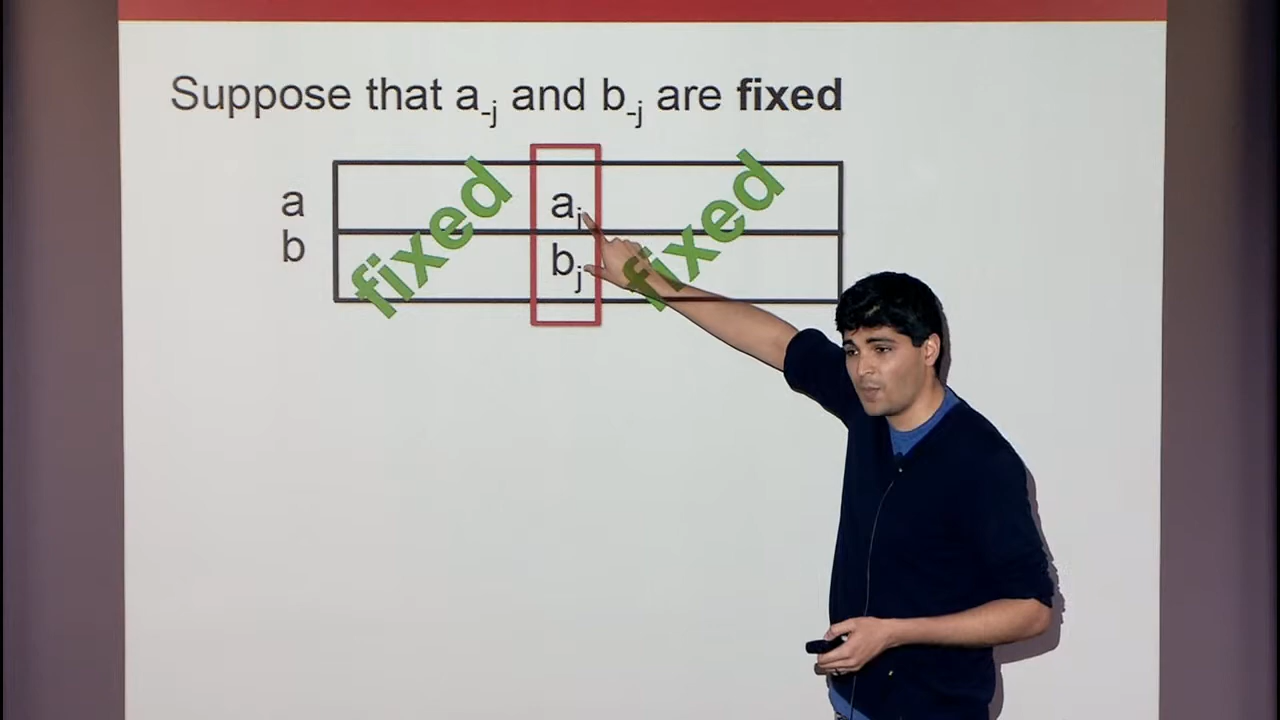 Suppose that a-j and b-j are fixed
a
fixed
aj
fixed
b
bj